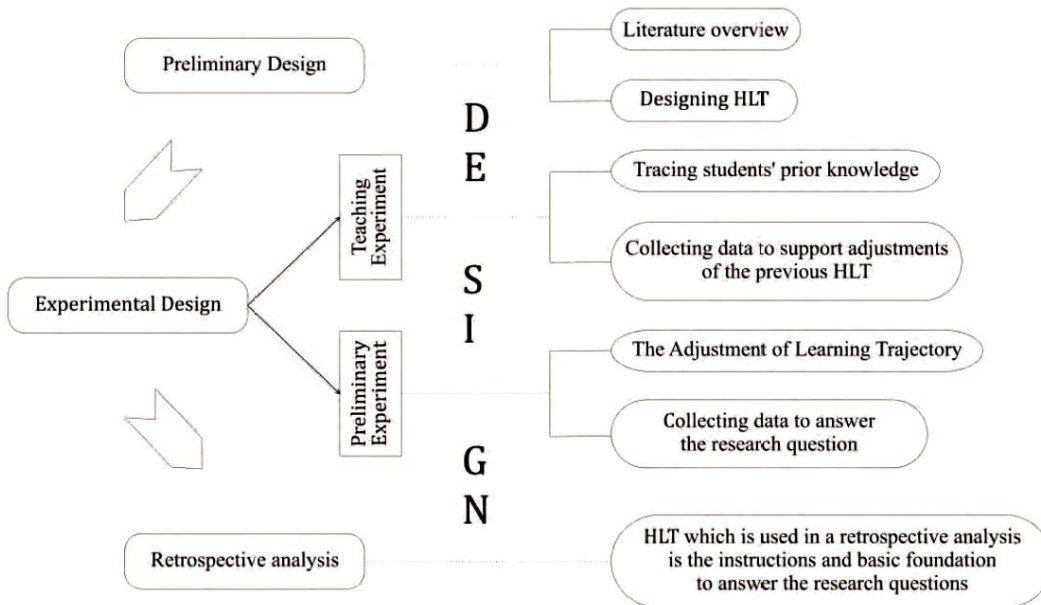 Preliminary Design
Literature overview
Designing HLT
D
E
S
I
G
N
Teaching
Experiment
Tracing students' prior knowledge
Collecting data to support adjustments
of the previous HLT
Experimental Design
Preliminary
Experiment
The Adjustment of Learning Trajectory
Collecting data to answer
the research question
Retrospective analysis
HLT which is used in a retrospective analysis
is the instructions and basic foundation
to answer the research questions